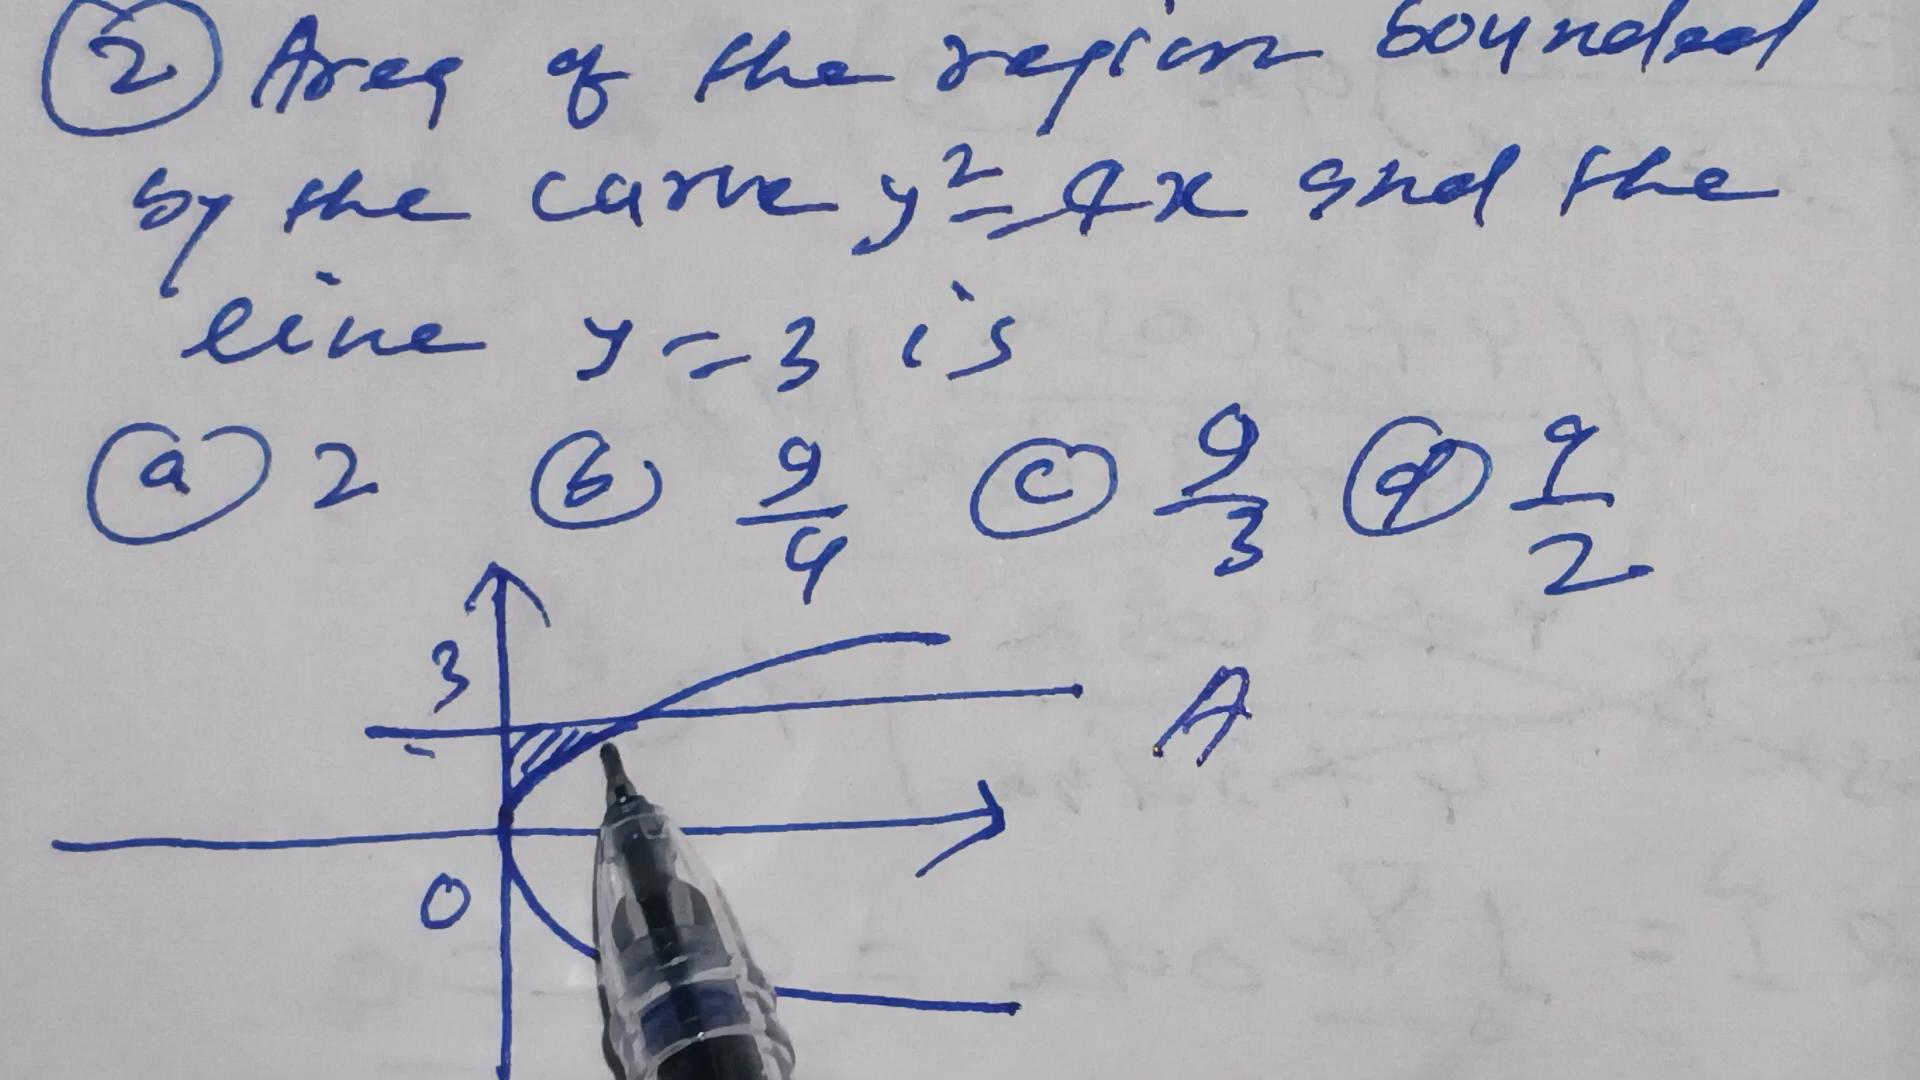 2 Area of the region bounded
by the curve y² = 4x and the
line y = 3 is
a 2 b 9/4 c 9/3 d 9/2
3
A
0